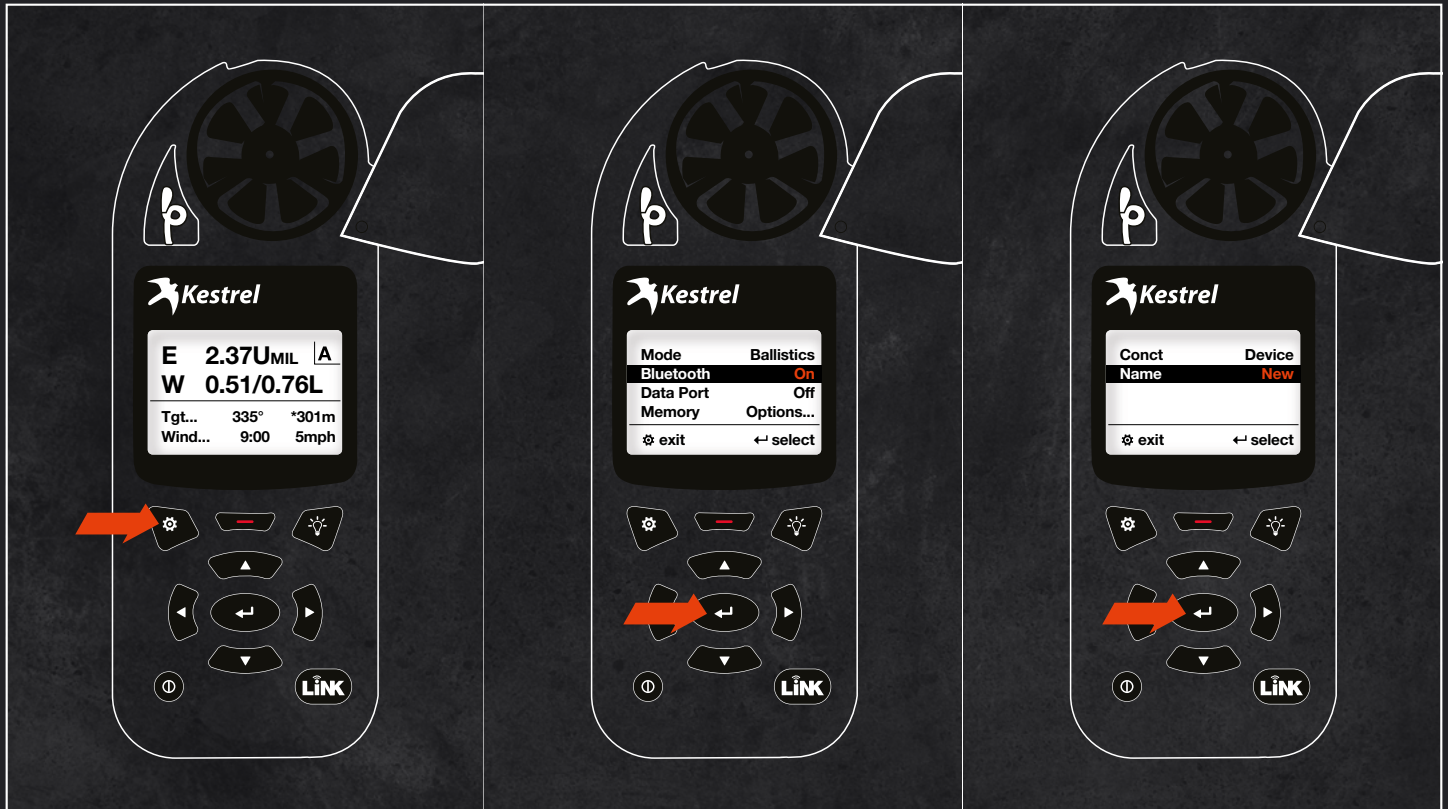 Kestrel
E 2.37UMIL A
W 0.51/0.76L
Tgt... 335° *301m
Wind... 9:00 5mph
LiNK
Kestrel
Mode Ballistics
Bluetooth On
Data Port Off
Memory Options...
exit ↵ select
LiNK
Kestrel
Conct Device
Name New
exit ↵ select
LiNK